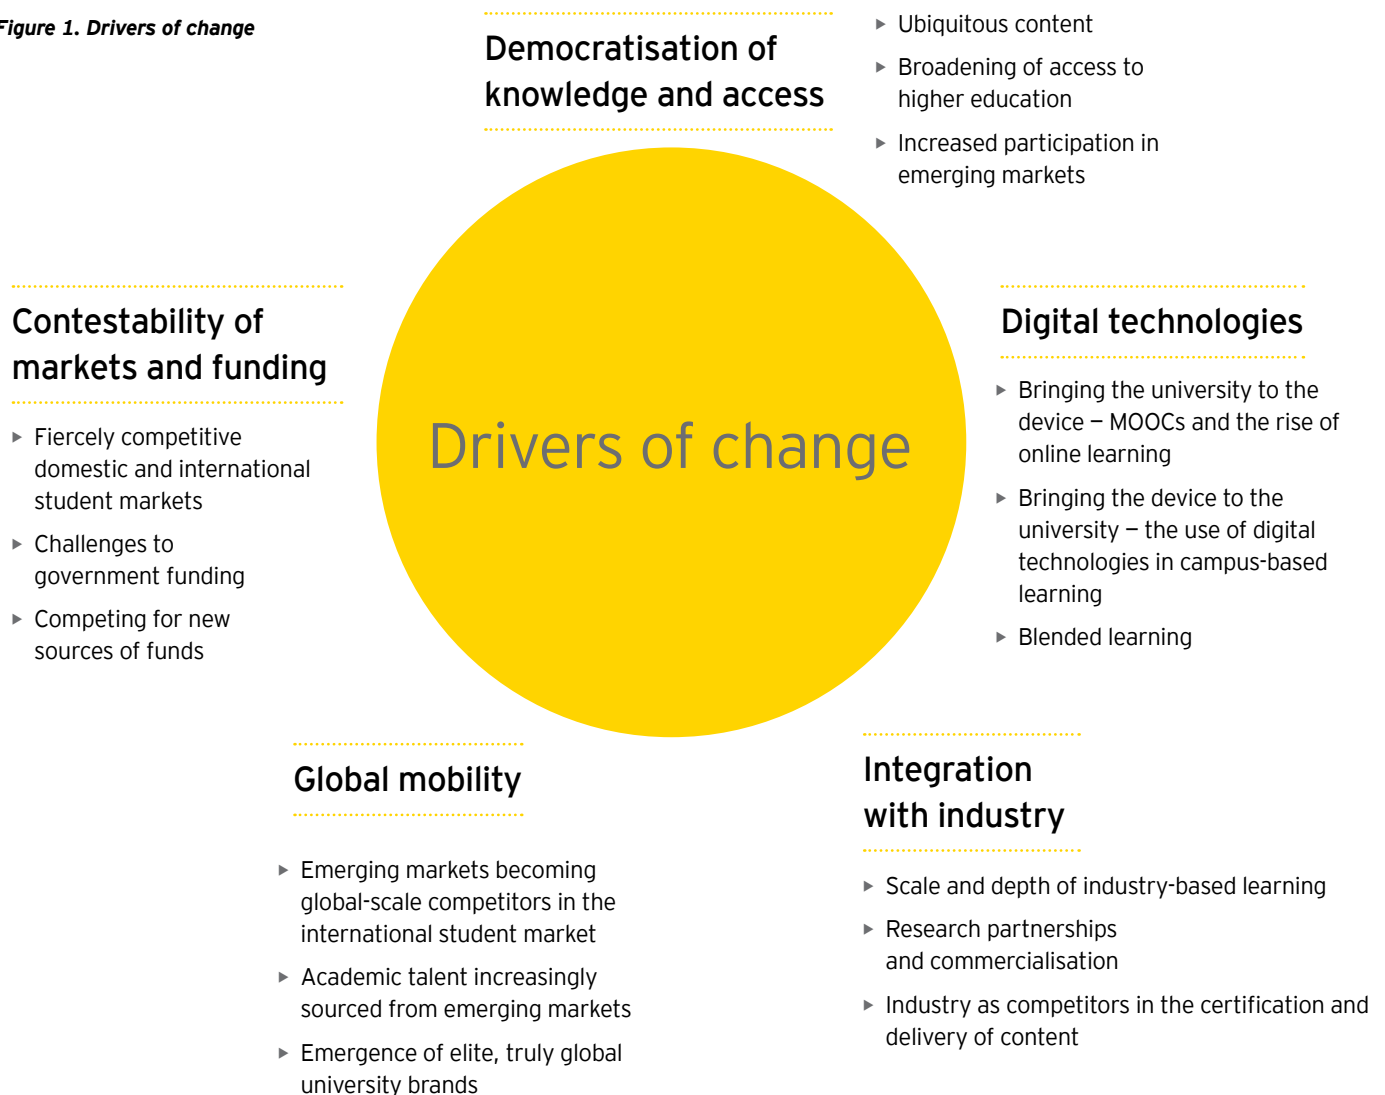 Figure 1. Drivers of change
Democratisation of
knowledge and access
▸ Ubiquitous content
▸ Broadening of access to
higher education
▸ Increased participation in
emerging markets
Contestability of
markets and funding
▸ Fiercely competitive
domestic and international
student markets
▸ Challenges to
government funding
▸ Competing for new
sources of funds
Drivers of change
Digital technologies
▸ Bringing the university to the
device – MOOCs and the rise of
online learning
▸ Bringing the device to the
university – the use of digital
technologies in campus-based
learning
▸ Blended learning
Global mobility
▸ Emerging markets becoming
global-scale competitors in the
international student market
▸ Academic talent increasingly
sourced from emerging markets
▸ Emergence of elite, truly global
university brands
Integration
with industry
▸ Scale and depth of industry-based learning
▸ Research partnerships
and commercialisation
▸ Industry as competitors in the certification and
delivery of content